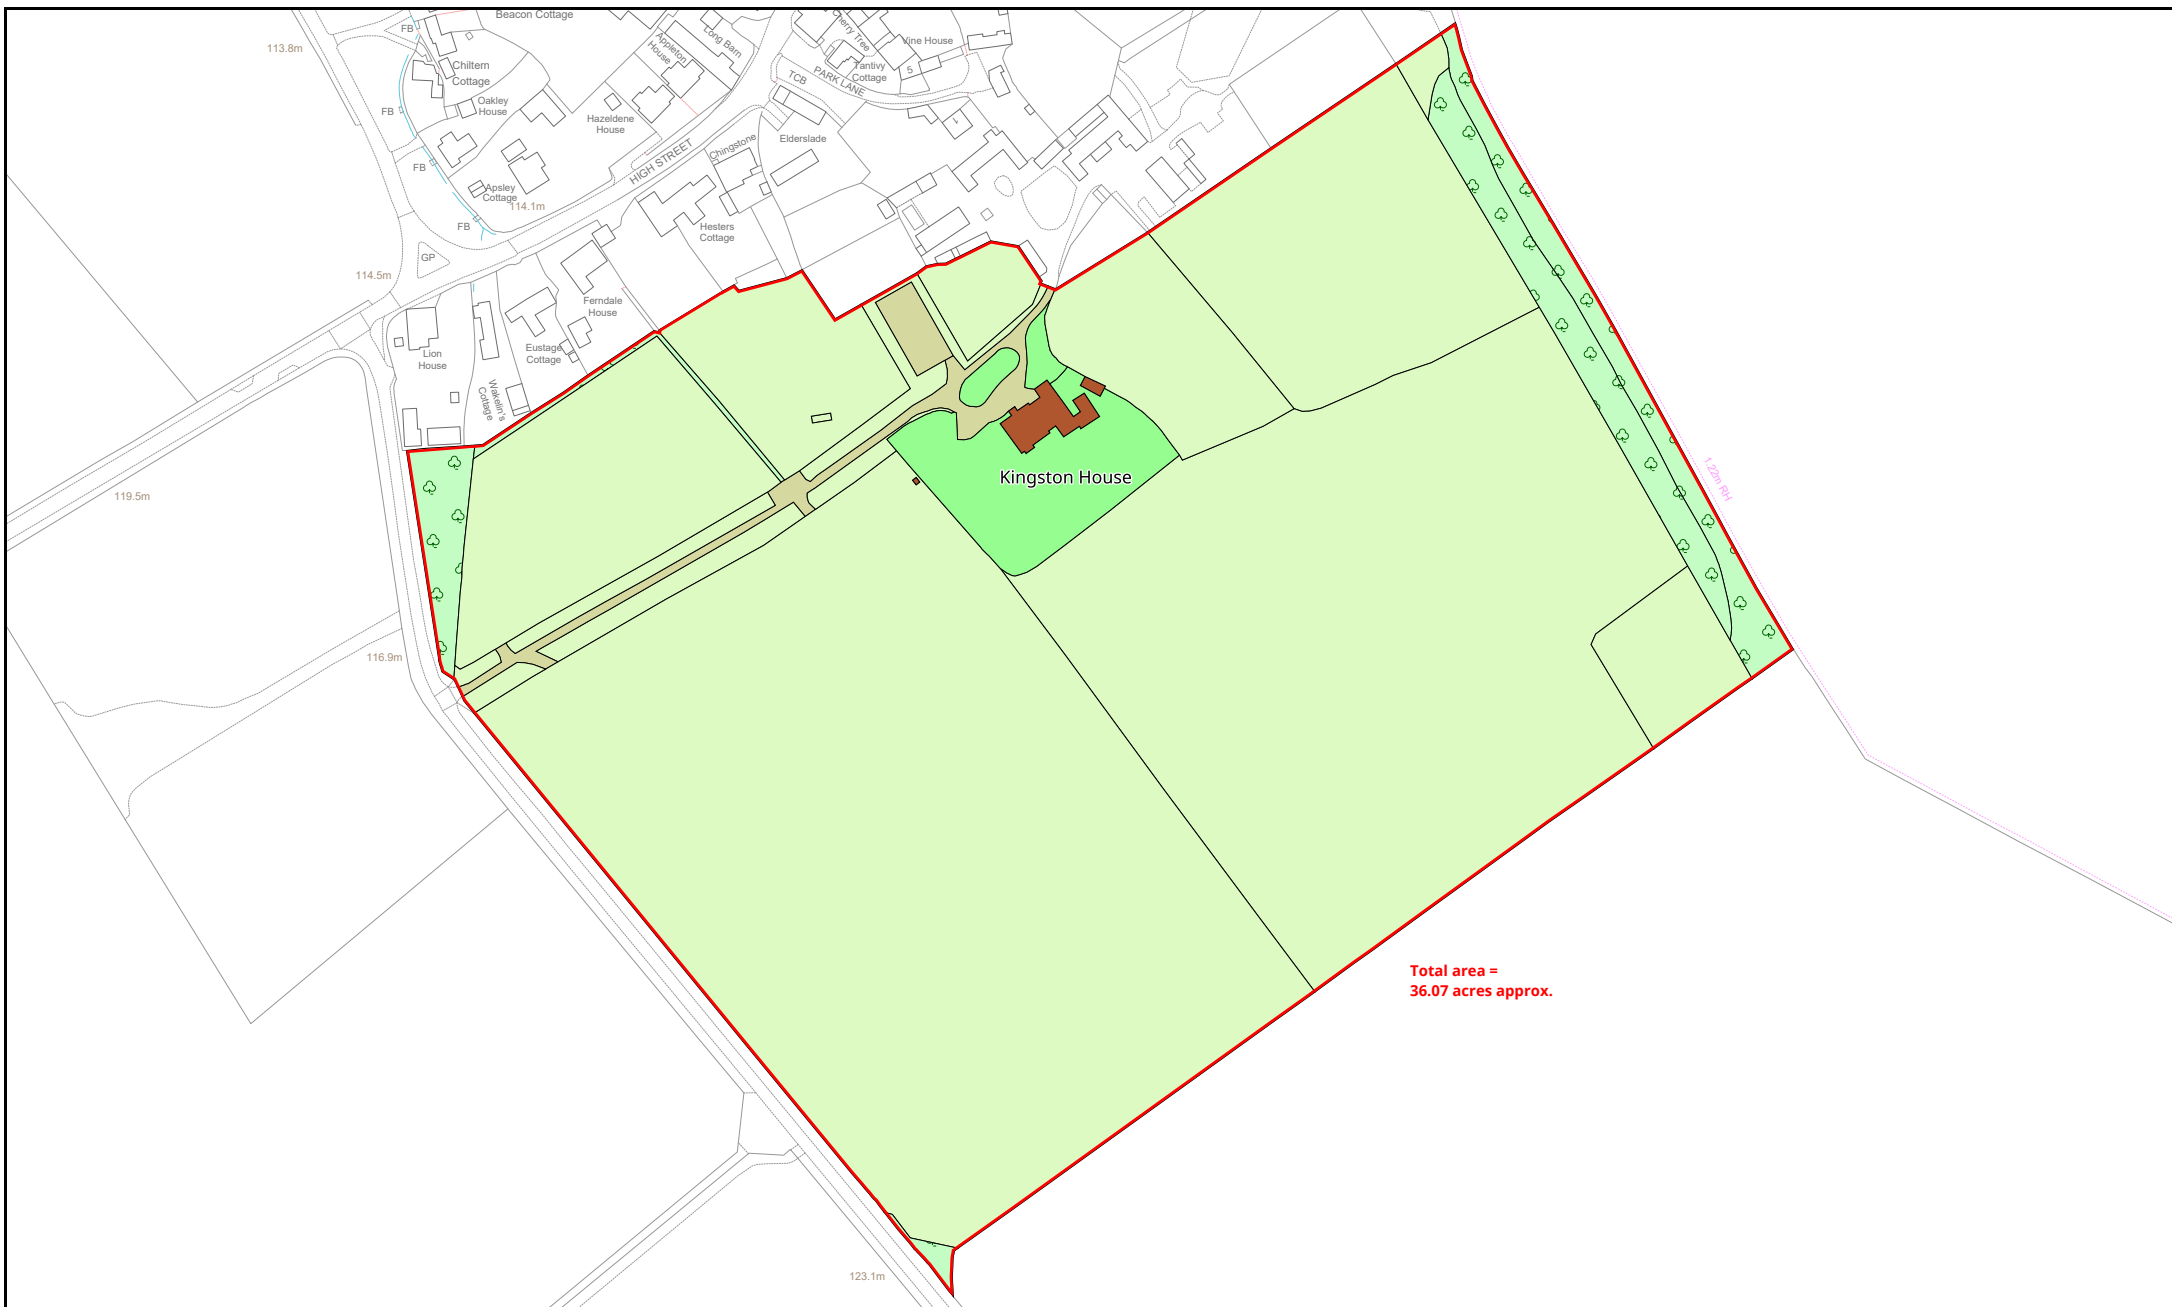 Beacon Cottage
FB
113.8m
Chiltern
Cottage
Oakley
House
FB
Appleton
House
Long Barn
Cherry Tree
Vine House
Tantivy
Cottage
5
TCB
PARK LANE
Hazeldene
House
HIGH STREET
Chingstone
Elderslade
FB
Apsley
Cottage
114.1m
FB
Hesters
Cottage
GP
114.5m
Ferndale
House
Eustage
Cottage
Lion
House
Wakelin's
Cottage
119.5m
Kingston House
1.22m RH
116.9m
Total area =
36.07 acres approx.
123.1m